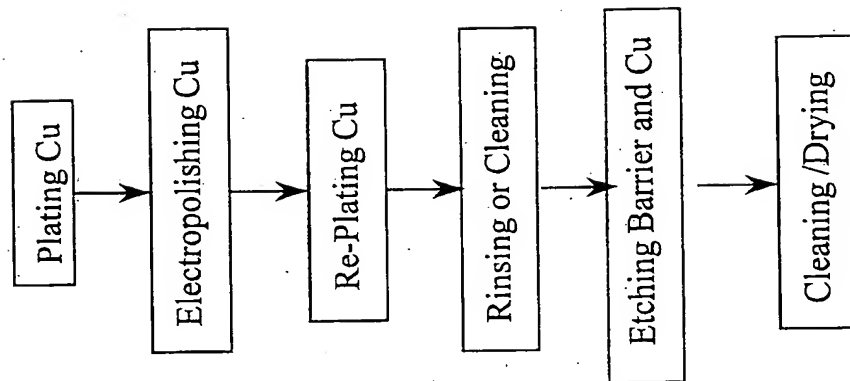 Plating Cu
Electropolishing Cu
Re-Plating Cu
Rinsing or Cleaning
Etching Barrier and Cu
Cleaning /Drying